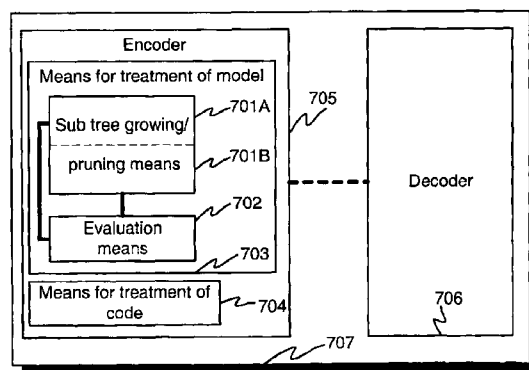 Encoder
Means for treatment of model
701A
705
Sub tree growing/
701B
pruning means
702
Decoder
Evaluation
means
703
Means for treatment of
code
704
706
707